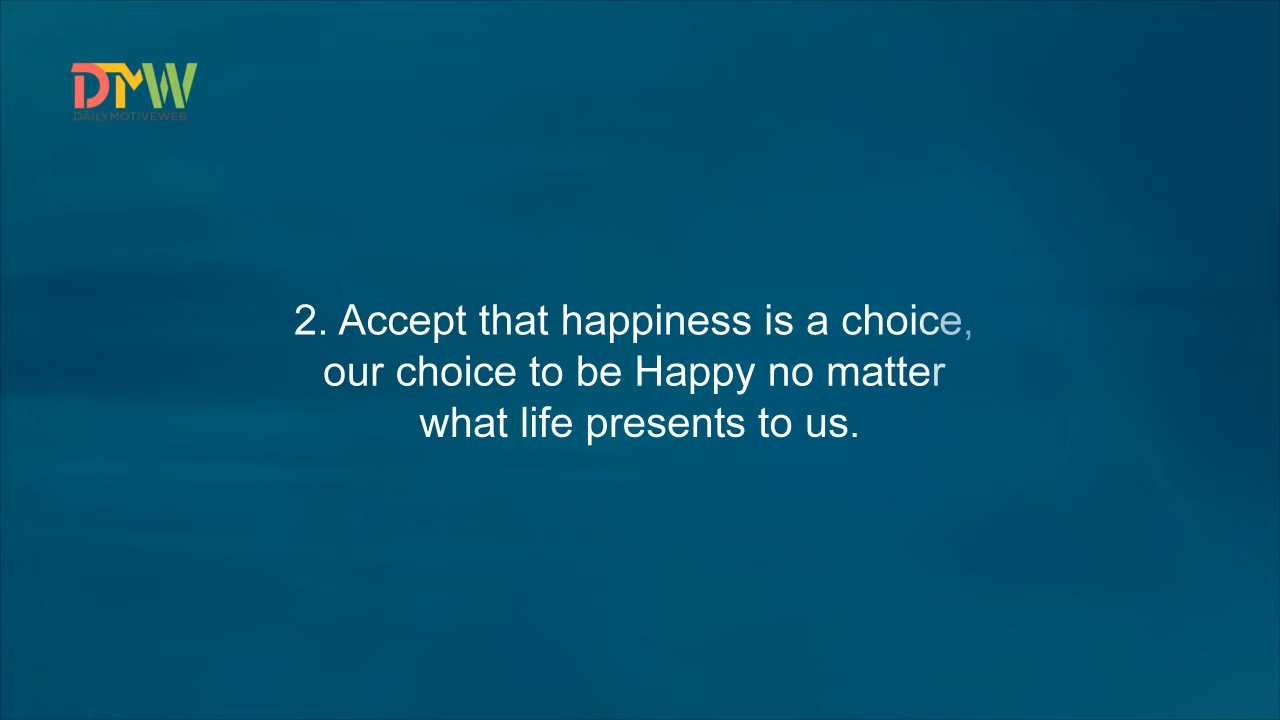 DMW
DAILYMOTIVEWEB
2. Accept that happiness is a choice,
our choice to be Happy no matter
what life presents to us.